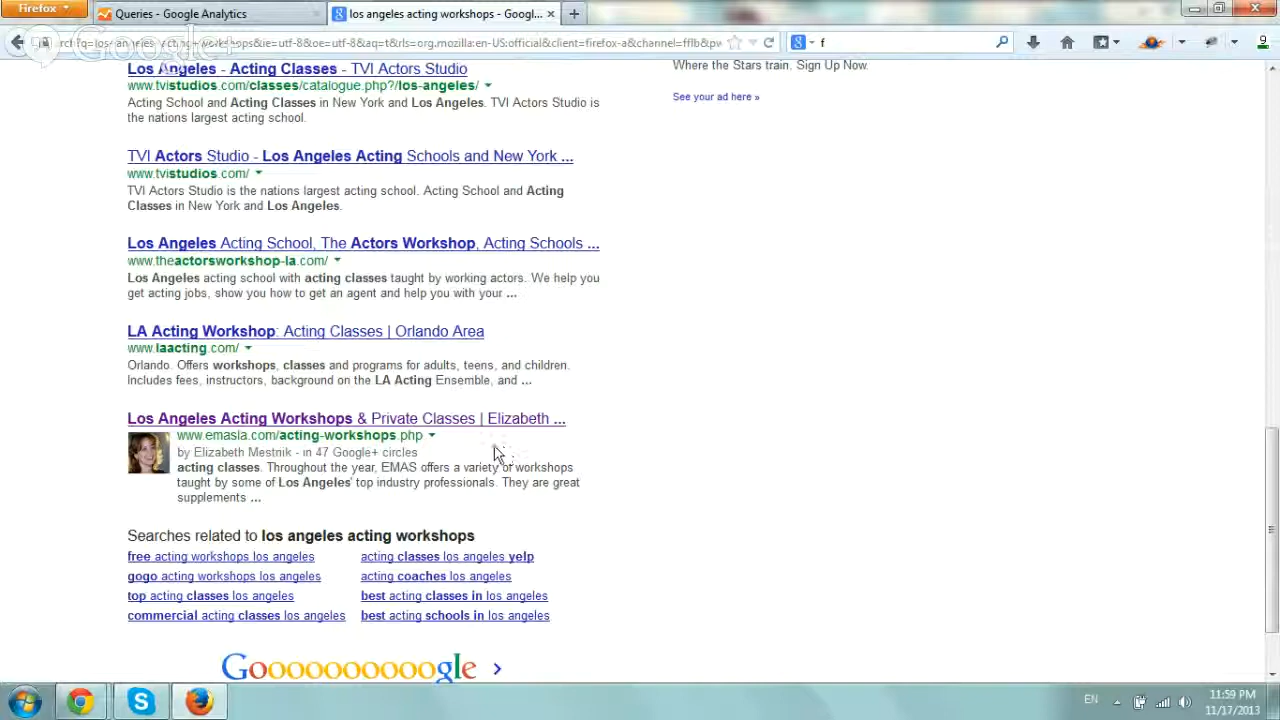 Firefox
Queries - Google Analytics
los angeles acting workshops - Googl...
Google+
f
9
Los Angeles - Acting Classes - TVI Actors Studio
www.tvistudios.com/classes/catalogue.php?/los-angeles/
Acting School and Acting Classes in New York and Los Angeles. TVI Actors Studio is
the nations largest acting school.
Where the Stars train. Sign Up Now.
See your ad here »
TVI Actors Studio - Los Angeles Acting Schools and New York ...
www.tvistudios.com/
TVI Actors Studio is the nations largest acting school. Acting School and Acting
Classes in New York and Los Angeles.
Los Angeles Acting School, The Actors Workshop, Acting Schools ...
www.theactorsworkshop-la.com/
Los Angeles acting school with acting classes taught by working actors. We help you
get acting jobs, show you how to get an agent and help you with your ...
LA Acting Workshop: Acting Classes | Orlando Area
www.laacting.com/
Orlando. Offers workshops, classes and programs for adults, teens, and children.
Includes fees, instructors, background on the LA Acting Ensemble, and ...
Los Angeles Acting Workshops & Private Classes | Elizabeth ...
www.emasla.com/acting-workshops.php
by Elizabeth Mestnik - in 47 Google+ circles
acting classes. Throughout the year, EMAS offers a variety of workshops
taught by some of Los Angeles' top industry professionals. They are great
supplements ...
Searches related to los angeles acting workshops
free acting workshops los angeles
acting classes los angeles yelp
gogo acting workshops los angeles
acting coaches los angeles
top acting classes los angeles
best acting classes in los angeles
commercial acting classes los angeles
best acting schools in los angeles
Goooooooooogle
EN
11:59 PM
11/17/2013